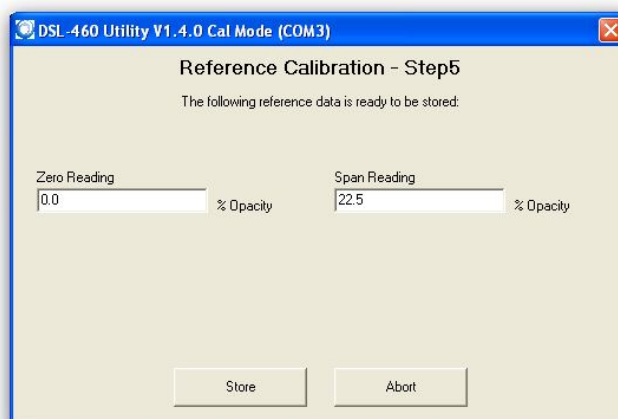 DSL-460 Utility V1.4.0 Cal Mode (COM3)
Reference Calibration - Step5
The following reference data is ready to be stored:
Zero Reading
0.0 % Opacity
Span Reading
22.5 % Opacity
Store
Abort